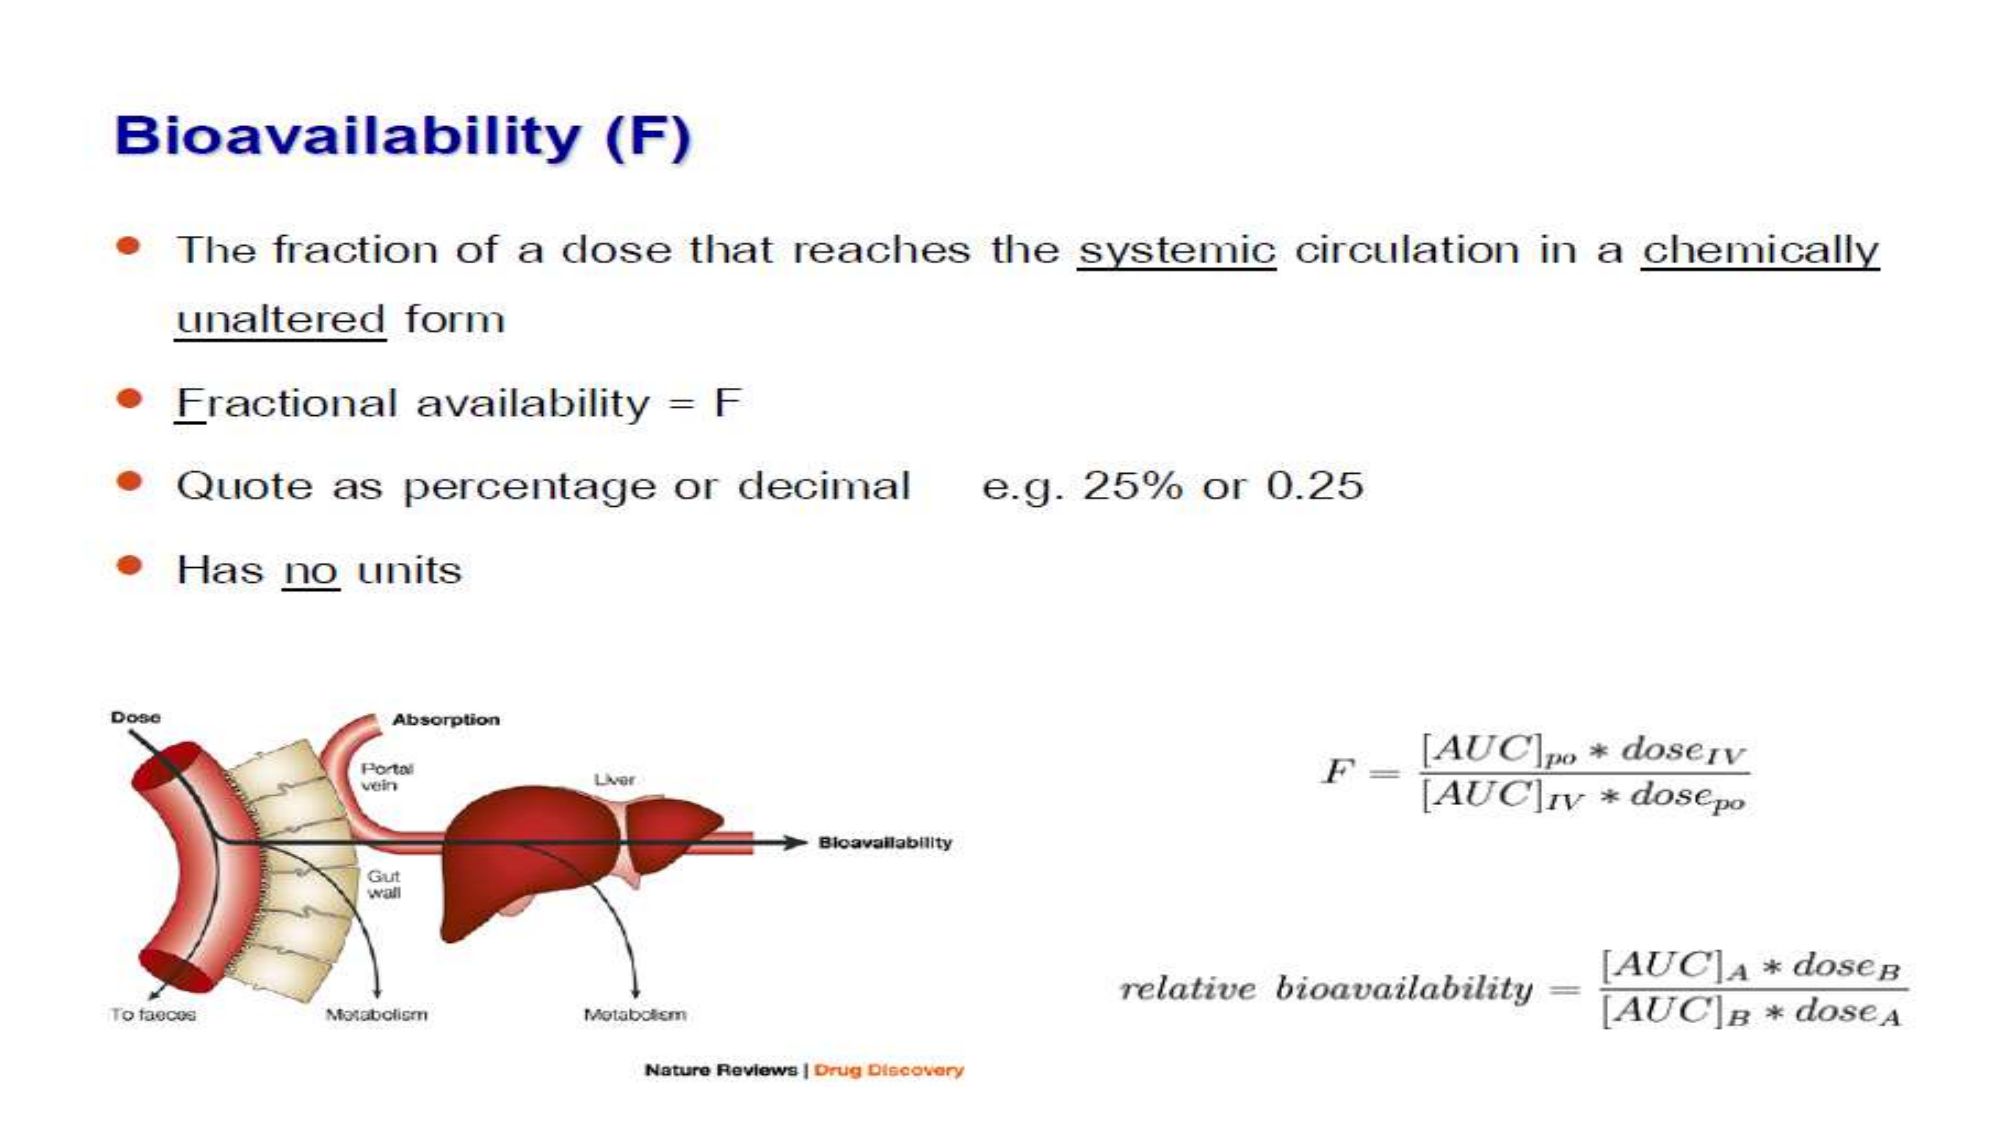 Bioavailability (F)
The fraction of a dose that reaches the systemic circulation in a chemically
unaltered form
Fractional availability = F
Quote as percentage or decimal e.g. 25% or 0.25
Has no units
Dose
Absorption
Portal
vein
Liver
Bioavailability
Gut
wall
To faeces
Metabolism
Metabolism
Nature Reviews | Drug Discovery
F = [AUC]po * doseIV
[AUC]IV * dosepo
relative bioavailability = [AUC]A * doseB
[AUC]B * doseA